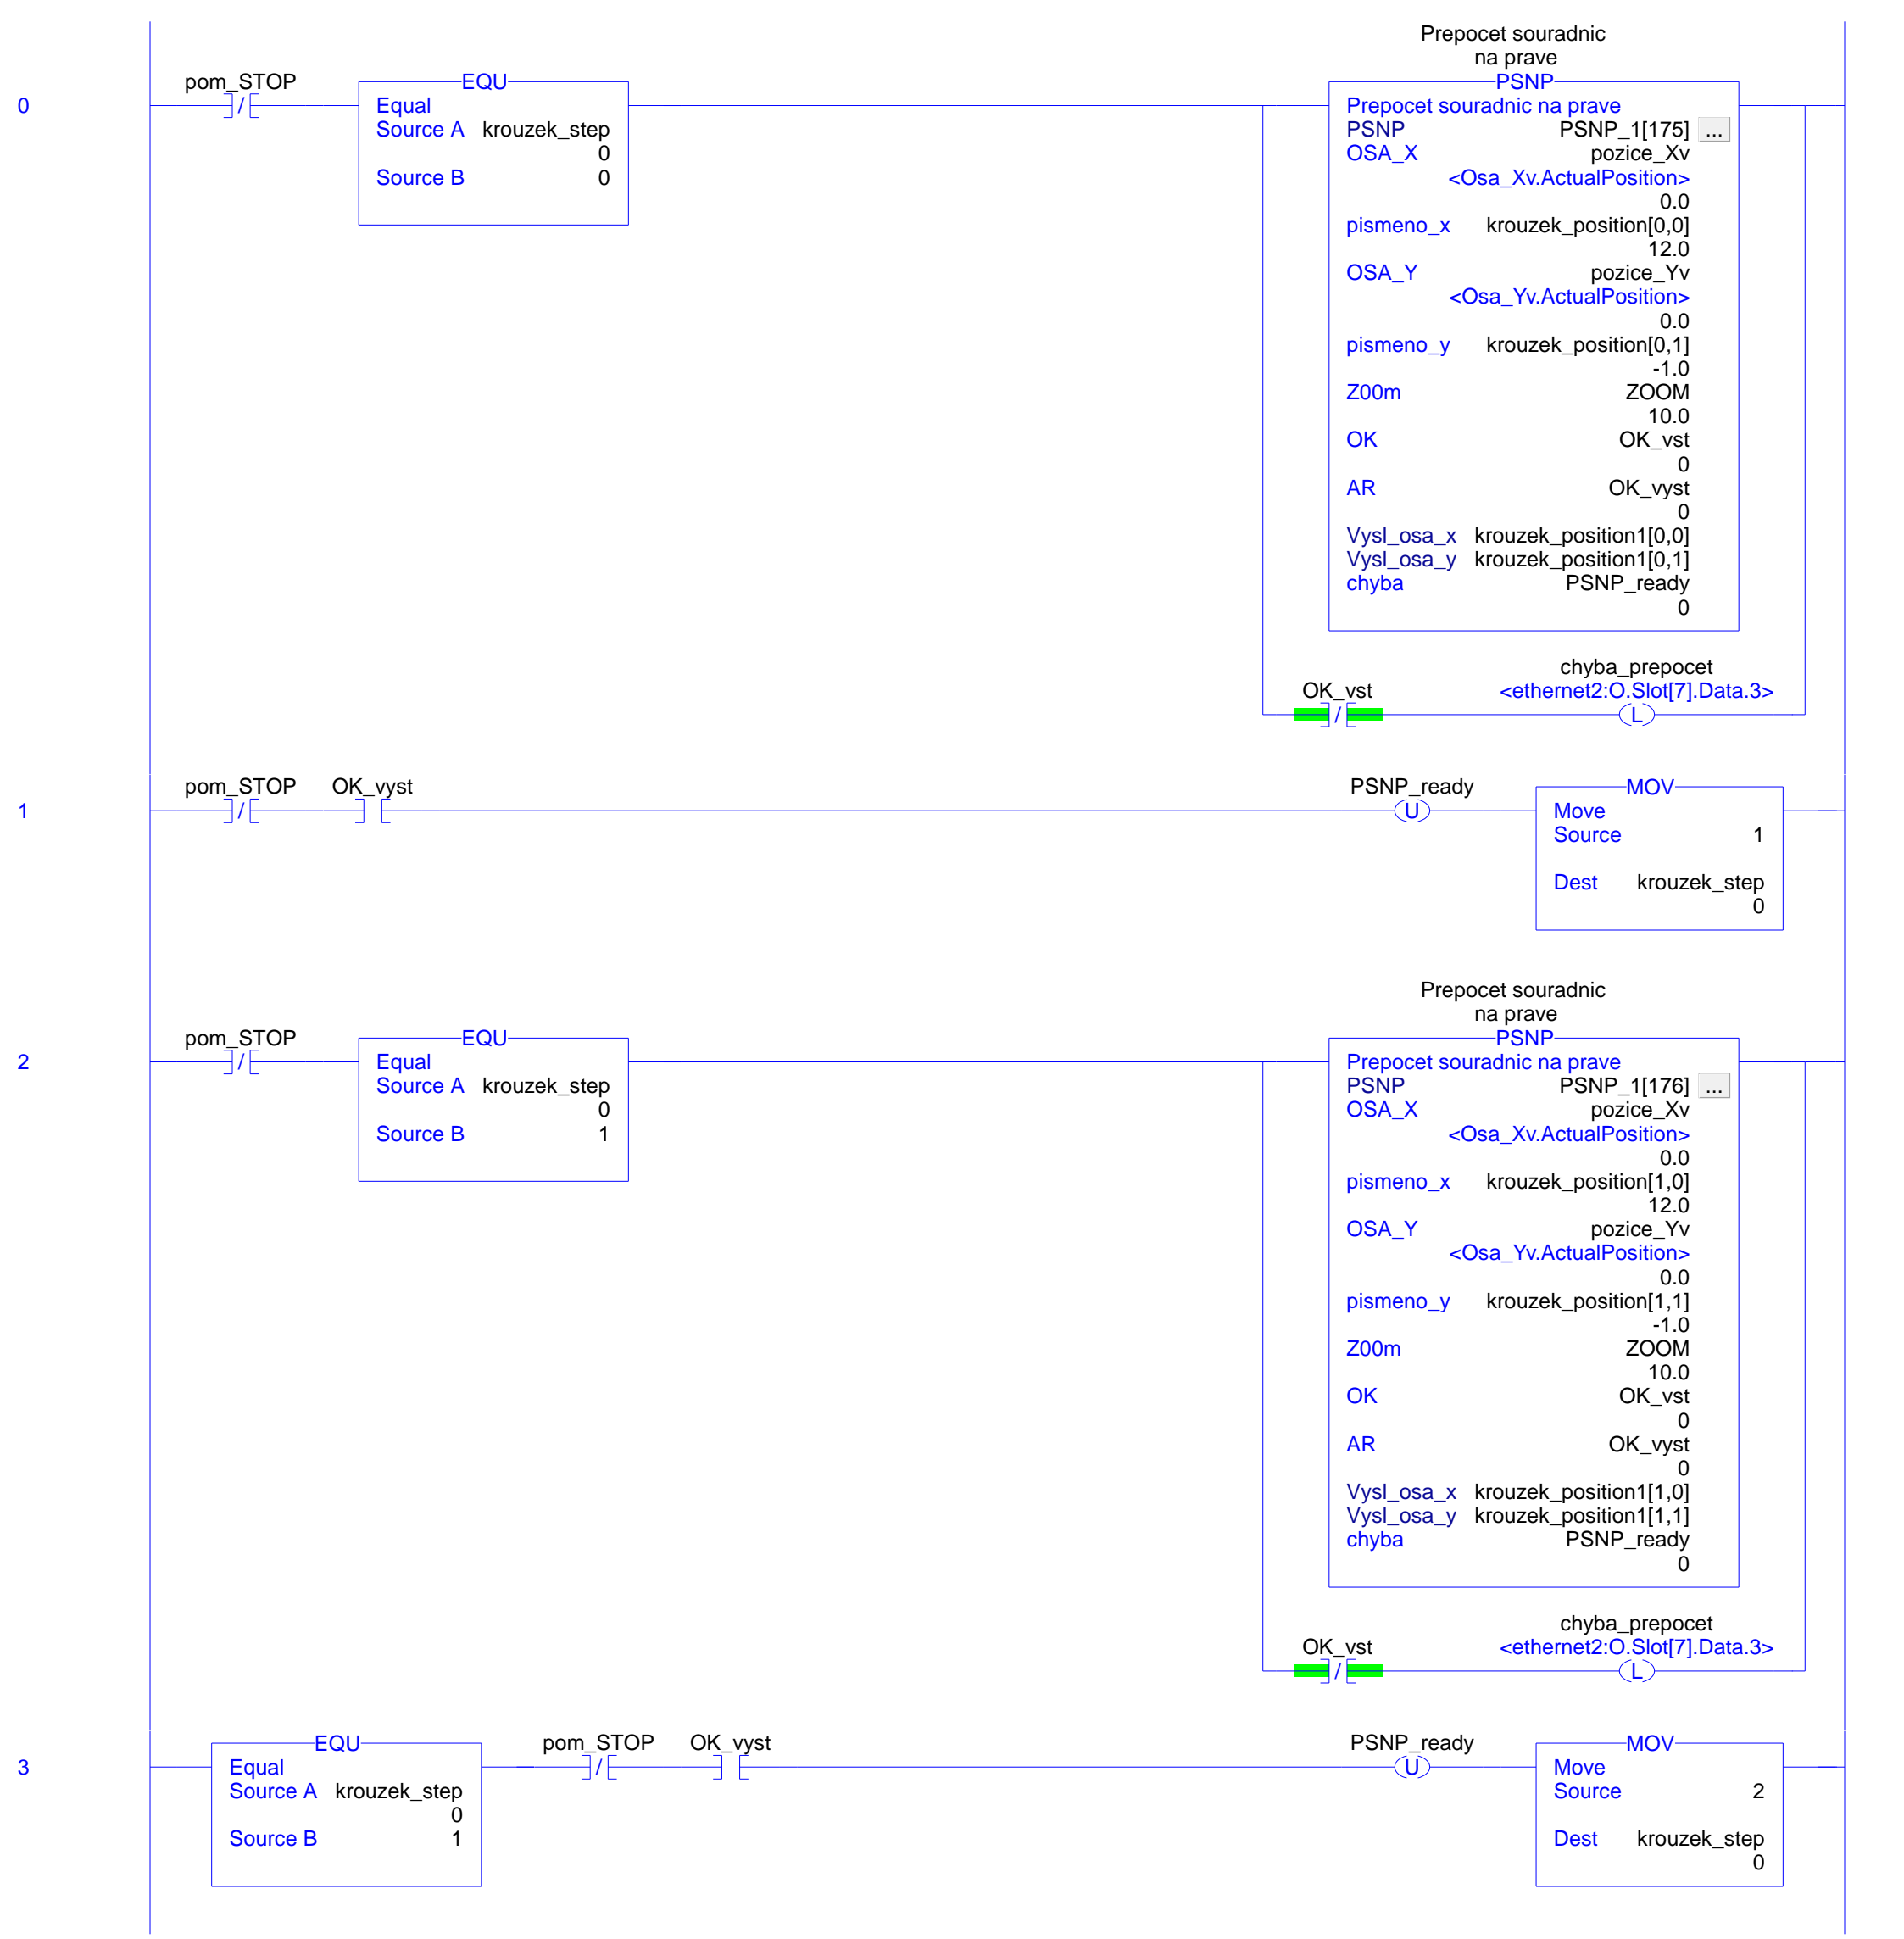 Prepocet souradnic
na prave
0
pom_STOP
EQU
Equal
Source A krouzek_step
0
Source B 0
PSNP
Prepocet souradnic na prave
PSNP PSNP_1[175] ...
OSA_X pozice_Xv
<Osa_Xv.ActualPosition>
0.0
pismeno_x krouzek_position[0,0]
12.0
OSA_Y pozice_Yv
<Osa_Yv.ActualPosition>
0.0
pismeno_y krouzek_position[0,1]
-1.0
Z00m ZOOM
10.0
OK OK_vst
0
AR OK_vyst
0
Vysl_osa_x krouzek_position1[0,0]
Vysl_osa_y krouzek_position1[0,1]
chyba PSNP_ready
0
OK_vst
/
chyba_prepocet
<ethernet2:O.Slot[7].Data.3>
L
1
pom_STOP
/
OK_vyst
PSNP_ready
U
MOV
Move
Source 1
Dest krouzek_step
0
Prepocet souradnic
na prave
2
pom_STOP
/
EQU
Equal
Source A krouzek_step
0
Source B 1
PSNP
Prepocet souradnic na prave
PSNP PSNP_1[176] ...
OSA_X pozice_Xv
<Osa_Xv.ActualPosition>
0.0
pismeno_x krouzek_position[1,0]
12.0
OSA_Y pozice_Yv
<Osa_Yv.ActualPosition>
0.0
pismeno_y krouzek_position[1,1]
-1.0
Z00m ZOOM
10.0
OK OK_vst
0
AR OK_vyst
0
Vysl_osa_x krouzek_position1[1,0]
Vysl_osa_y krouzek_position1[1,1]
chyba PSNP_ready
0
OK_vst
/
chyba_prepocet
<ethernet2:O.Slot[7].Data.3>
L
3
EQU
Equal
Source A krouzek_step
0
Source B 1
pom_STOP
/
OK_vyst
PSNP_ready
U
MOV
Move
Source 2
Dest krouzek_step
0